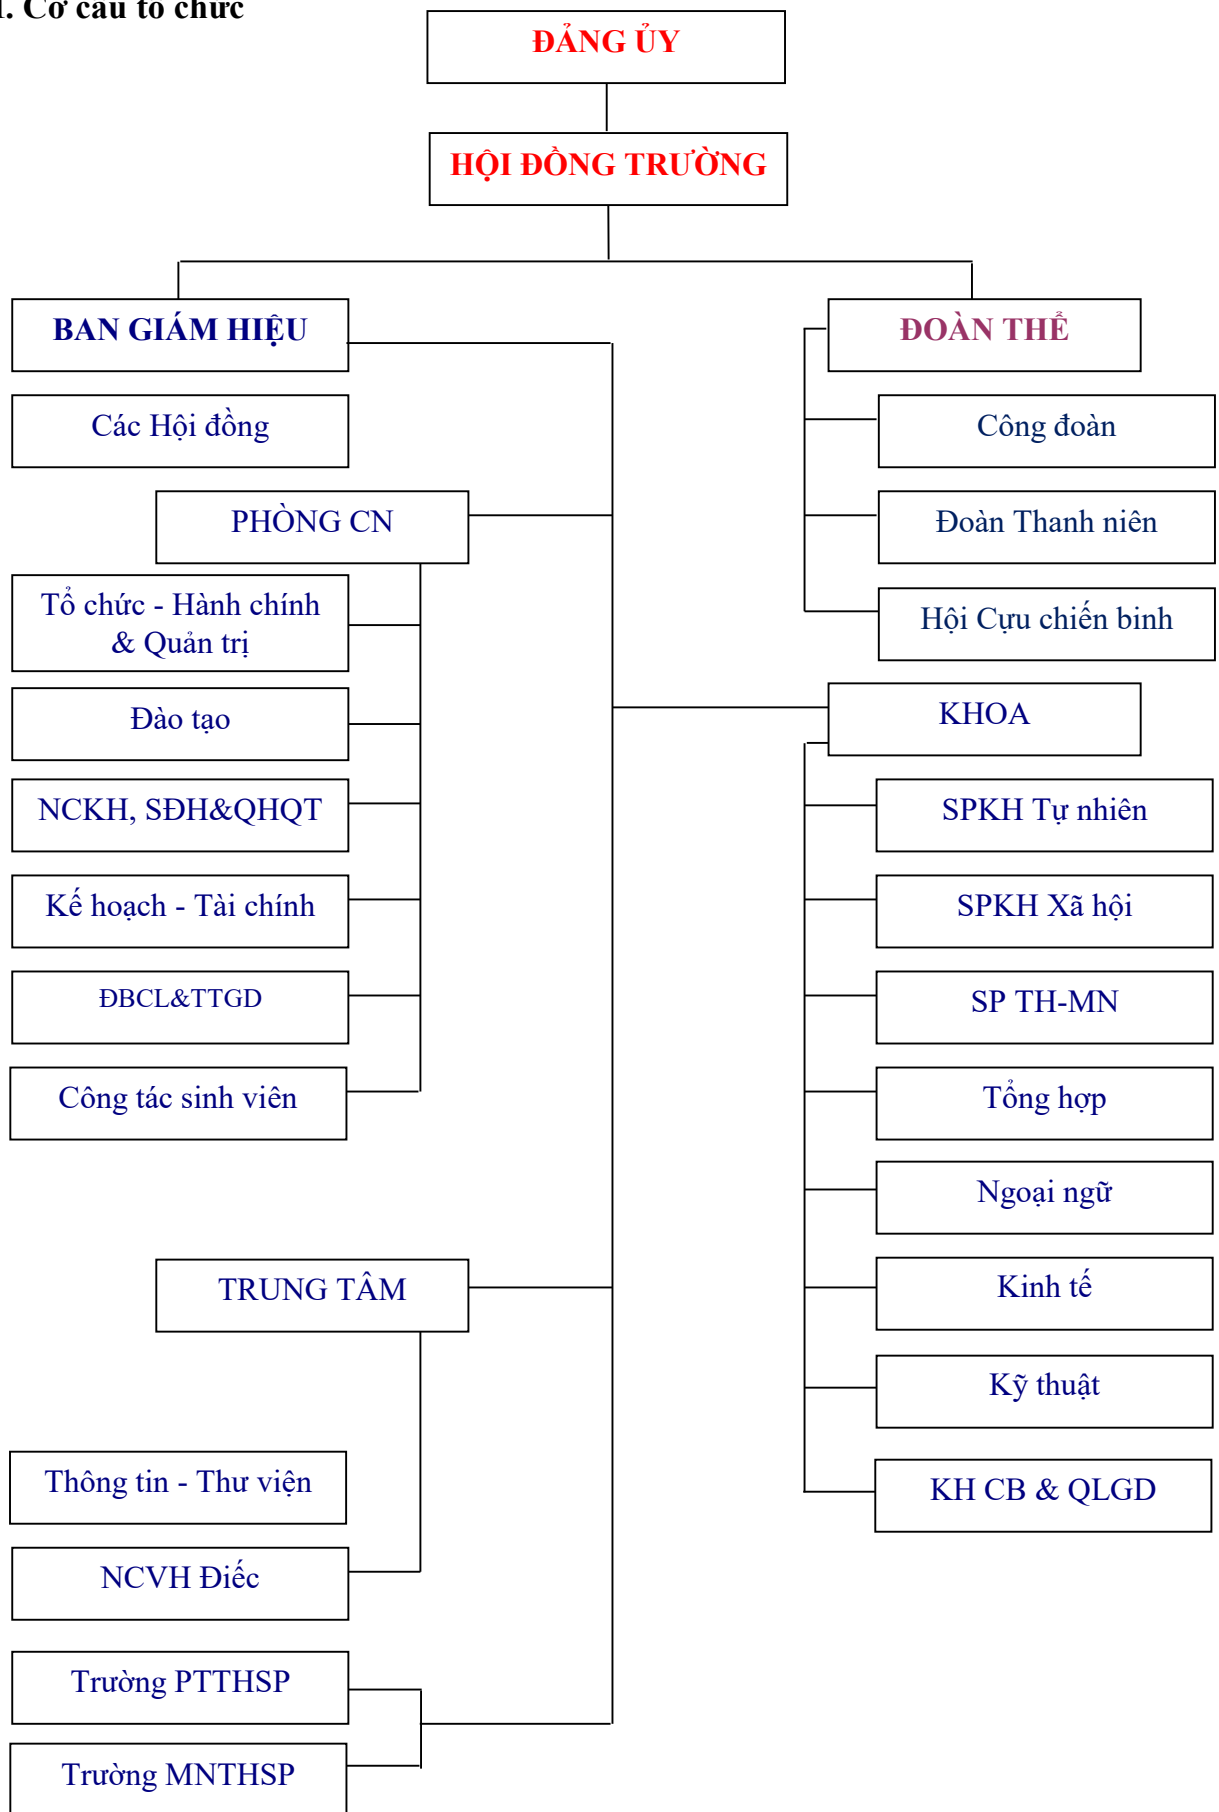 I. Cơ cấu tổ chức
ĐẢNG ỦY
HỘI ĐỒNG TRƯỜNG
BAN GIÁM HIỆU
ĐOÀN THỂ
Các Hội đồng
Công đoàn
PHÒNG CN
Đoàn Thanh niên
Tổ chức - Hành chính
& Quản trị
Hội Cựu chiến binh
Đào tạo
KHOA
NCKH, SĐH&QHQT
SPKH Tự nhiên
Kế hoạch - Tài chính
SPKH Xã hội
ĐBCL&TTGD
SP TH-MN
Công tác sinh viên
Tổng hợp
Ngoại ngữ
TRUNG TÂM
Kinh tế
Kỹ thuật
Thông tin - Thư viện
KH CB & QLGD
NCVH Điếc
Trường PTTHSP
Trường MNTHSP